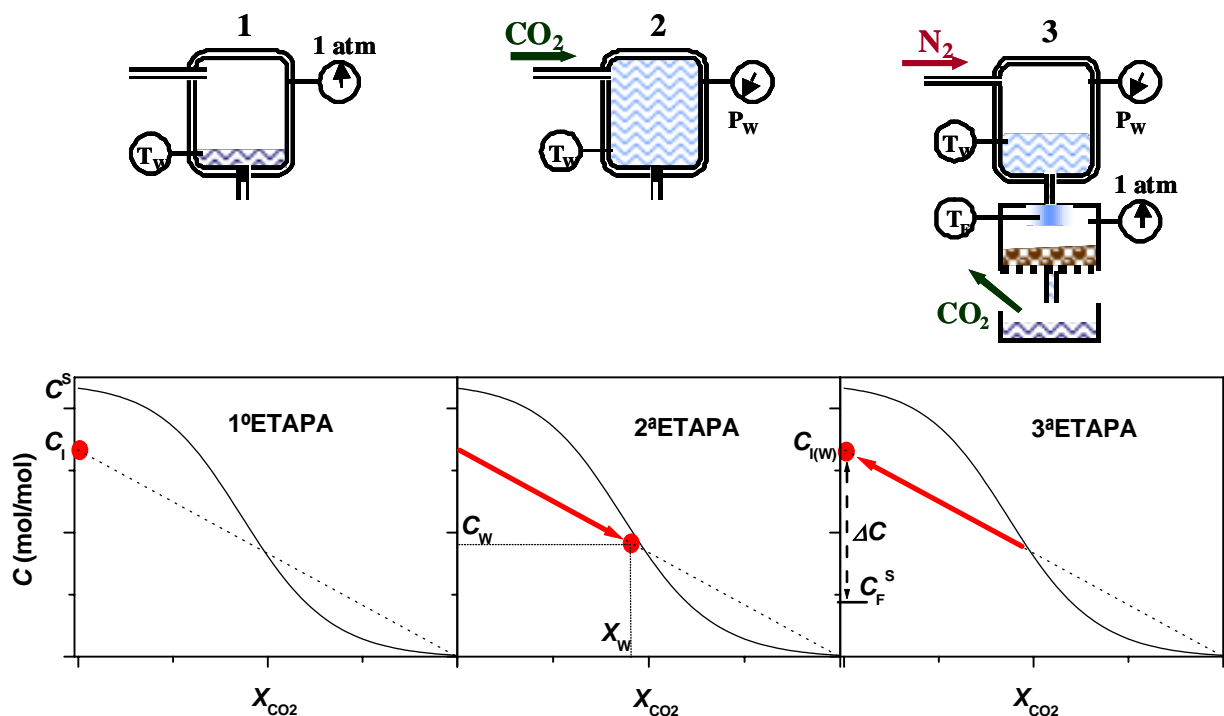 1
1 atm
T_W
CO₂
2
P_W
T_W
N₂
3
P_W
T_W
1 atm
T_F
CO₂
C^S
C_I
1ºETAPA
C (mol/mol)
X_CO2
2ªETAPA
C_W
X_W
3ªETAPA
C_I(W)
ΔC
C_F^S
X_CO2